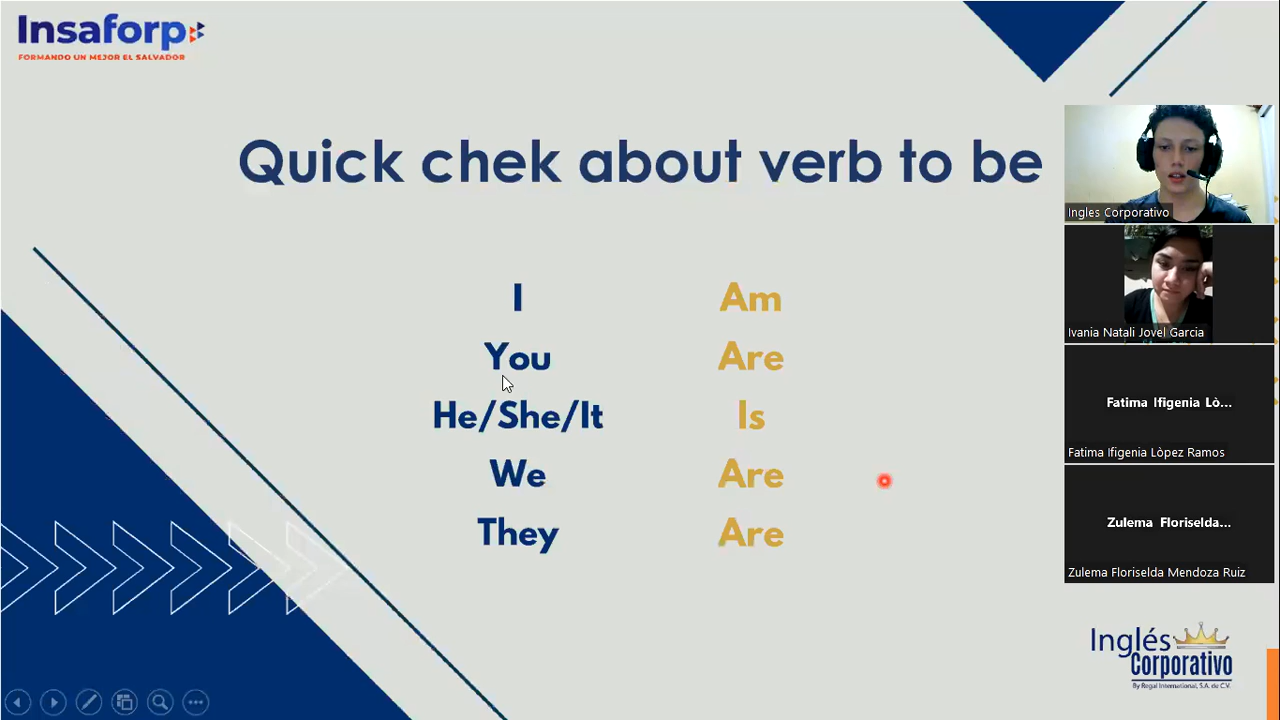 Insaforp
FORMANDO UN MEJOR EL SALVADOR
Quick chek about verb to be
I Am
You Are
He/She/It Is
We Are
They Are
Ingles Corporativo
Ivania Natali Jovel Garcia
Fatima Ifigenia Lò...
Fatima Ifigenia Lòpez Ramos
Zulema Floriselda...
Zulema Floriselda Mendoza Ruiz
Inglés
Corporativo
By Regal International, S.A. de C.V.